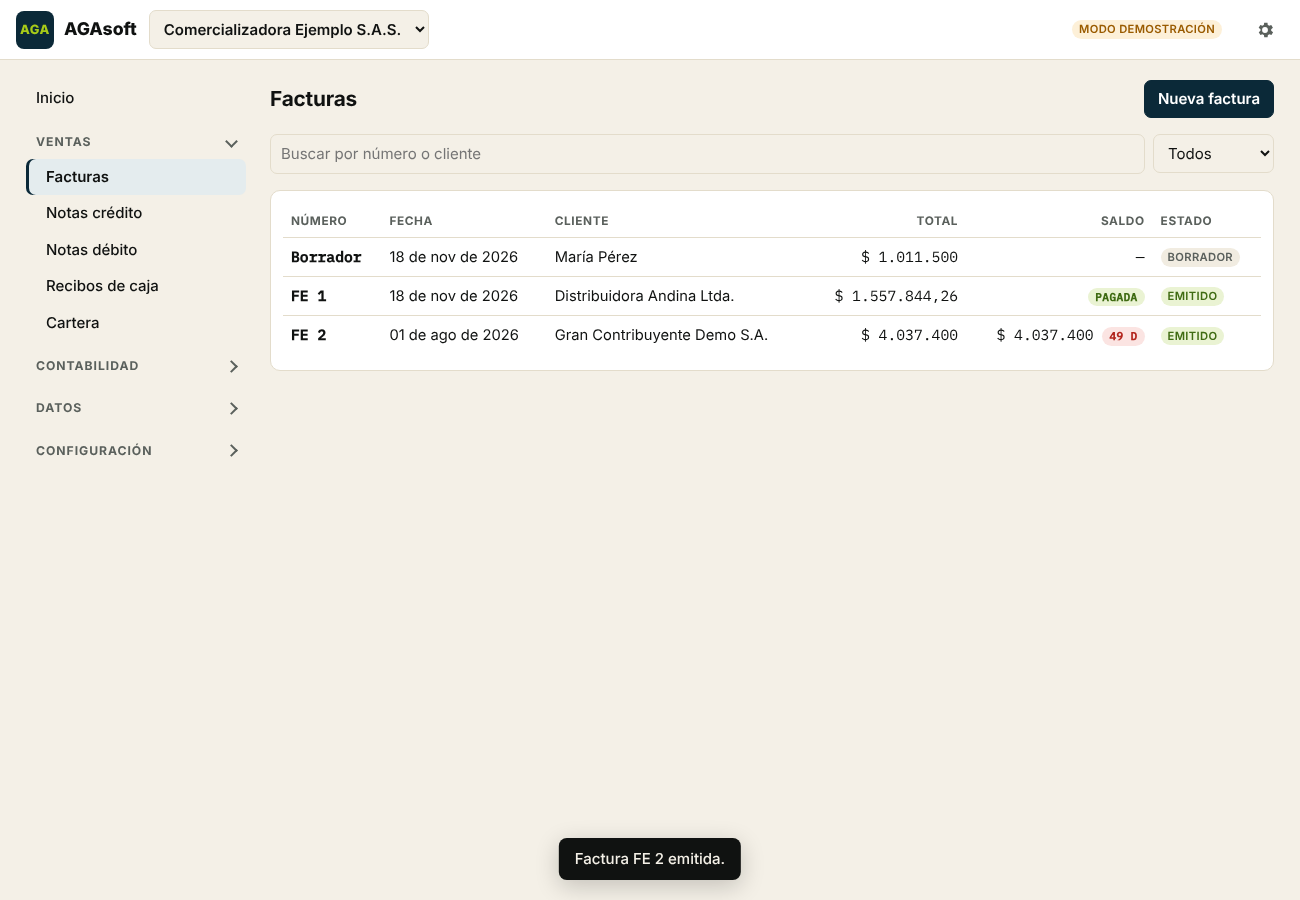 AGA AGAsoft Comercializadora Ejemplo S.A.S. MODO DEMOSTRACIÓN
Inicio
VENTAS
Facturas
Notas crédito
Notas débito
Recibos de caja
Cartera
CONTABILIDAD
DATOS
CONFIGURACIÓN
Facturas Nueva factura
Buscar por número o cliente Todos
NÚMERO FECHA CLIENTE TOTAL SALDO ESTADO
Borrador 18 de nov de 2026 María Pérez $ 1.011.500 — BORRADOR
FE 1 18 de nov de 2026 Distribuidora Andina Ltda. $ 1.557.844,26 PAGADA EMITIDO
FE 2 01 de ago de 2026 Gran Contribuyente Demo S.A. $ 4.037.400 $ 4.037.400 49 D EMITIDO
Factura FE 2 emitida.